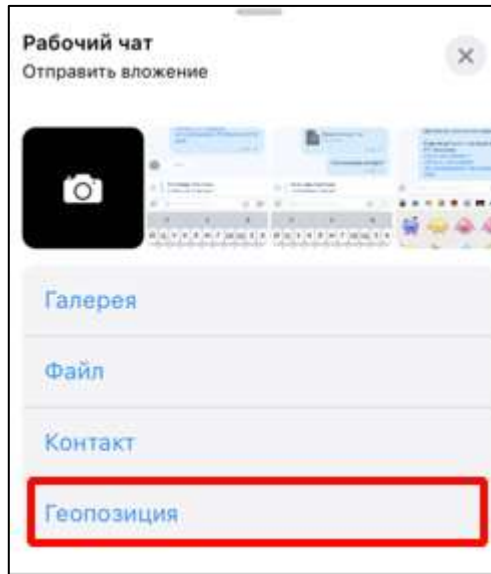 Рабочий чат
Отправить вложение
Галерея
Файл
Контакт
Геопозиция